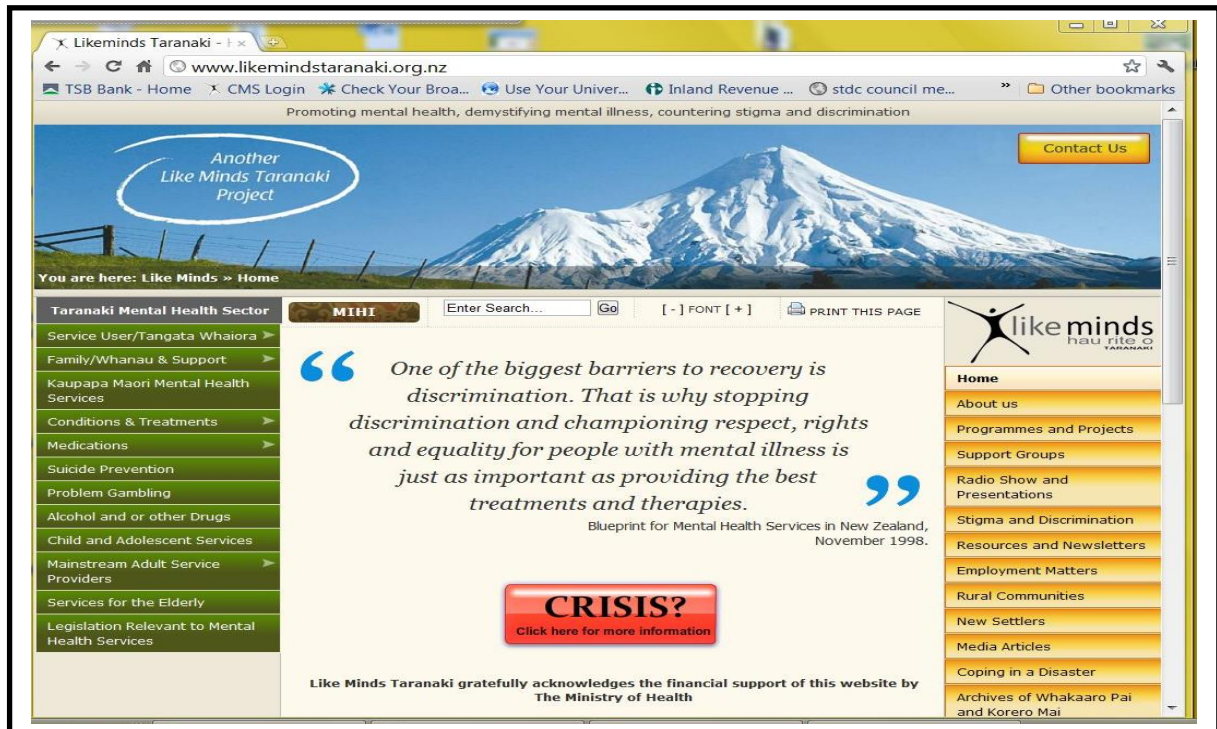 Likeminds Taranaki - H
www.likemindstaranaki.org.nz
TSB Bank - Home
CMS Login
Check Your Broa...
Use Your Univer...
Inland Revenue ...
stdc council me...
»
Other bookmarks
Promoting mental health, demystifying mental illness, countering stigma and discrimination
Another
Like Minds Taranaki
Project
Contact Us
You are here: Like Minds » Home
Taranaki Mental Health Sector
Service User/Tangata Whaiora
Family/Whanau & Support
Kaupapa Maori Mental Health
Services
Conditions & Treatments
Medications
Suicide Prevention
Problem Gambling
Alcohol and or other Drugs
Child and Adolescent Services
Mainstream Adult Service
Providers
Services for the Elderly
Legislation Relevant to Mental
Health Services
MIHI
Enter Search...
Go
[ - ] FONT [ + ]
PRINT THIS PAGE
“ One of the biggest barriers to recovery is
discrimination. That is why stopping
discrimination and championing respect, rights
and equality for people with mental illness is
just as important as providing the best
treatments and therapies. ”
Blueprint for Mental Health Services in New Zealand,
November 1998.
CRISIS?
Click here for more information
Like Minds Taranaki gratefully acknowledges the financial support of this website by
The Ministry of Health
like minds
hau rite o
TARANAKI
Home
About us
Programmes and Projects
Support Groups
Radio Show and
Presentations
Stigma and Discrimination
Resources and Newsletters
Employment Matters
Rural Communities
New Settlers
Media Articles
Coping in a Disaster
Archives of Whakaaro Pai
and Korero Mai